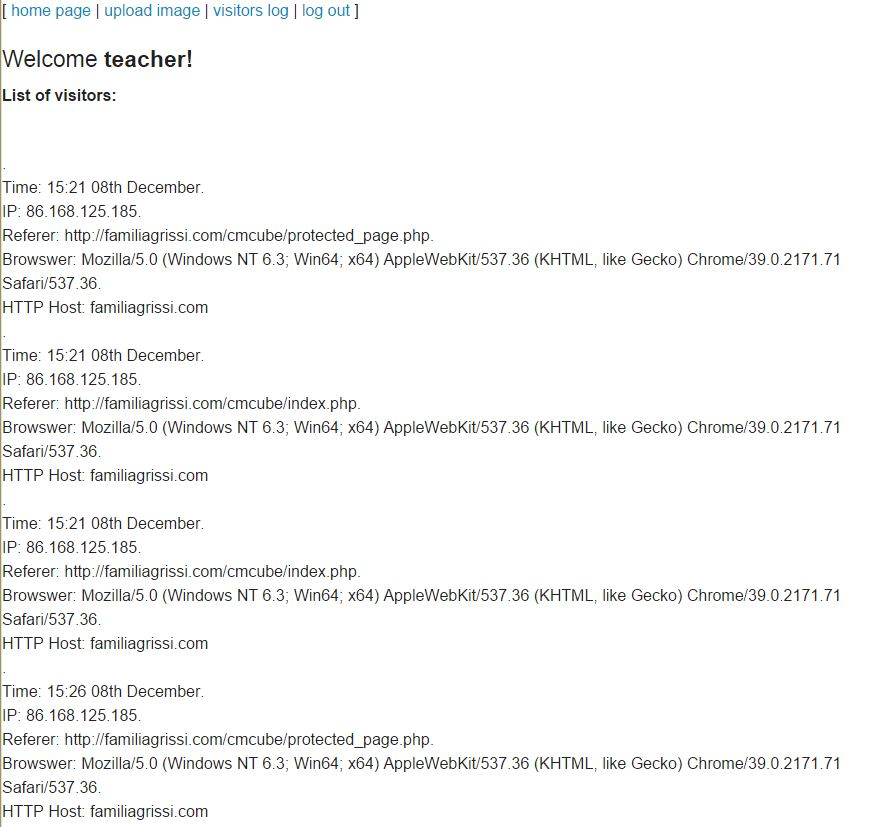 [ home page | upload image | visitors log | log out ]
Welcome teacher!
List of visitors:
.
Time: 15:21 08th December.
IP: 86.168.125.185.
Referer: http://familiagrissi.com/cmcube/protected_page.php.
Browswer: Mozilla/5.0 (Windows NT 6.3; Win64; x64) AppleWebKit/537.36 (KHTML, like Gecko) Chrome/39.0.2171.71
Safari/537.36.
HTTP Host: familiagrissi.com
.
Time: 15:21 08th December.
IP: 86.168.125.185.
Referer: http://familiagrissi.com/cmcube/index.php.
Browswer: Mozilla/5.0 (Windows NT 6.3; Win64; x64) AppleWebKit/537.36 (KHTML, like Gecko) Chrome/39.0.2171.71
Safari/537.36.
HTTP Host: familiagrissi.com
.
Time: 15:21 08th December.
IP: 86.168.125.185.
Referer: http://familiagrissi.com/cmcube/index.php.
Browswer: Mozilla/5.0 (Windows NT 6.3; Win64; x64) AppleWebKit/537.36 (KHTML, like Gecko) Chrome/39.0.2171.71
Safari/537.36.
HTTP Host: familiagrissi.com
.
Time: 15:26 08th December.
IP: 86.168.125.185.
Referer: http://familiagrissi.com/cmcube/protected_page.php.
Browswer: Mozilla/5.0 (Windows NT 6.3; Win64; x64) AppleWebKit/537.36 (KHTML, like Gecko) Chrome/39.0.2171.71
Safari/537.36.
HTTP Host: familiagrissi.com